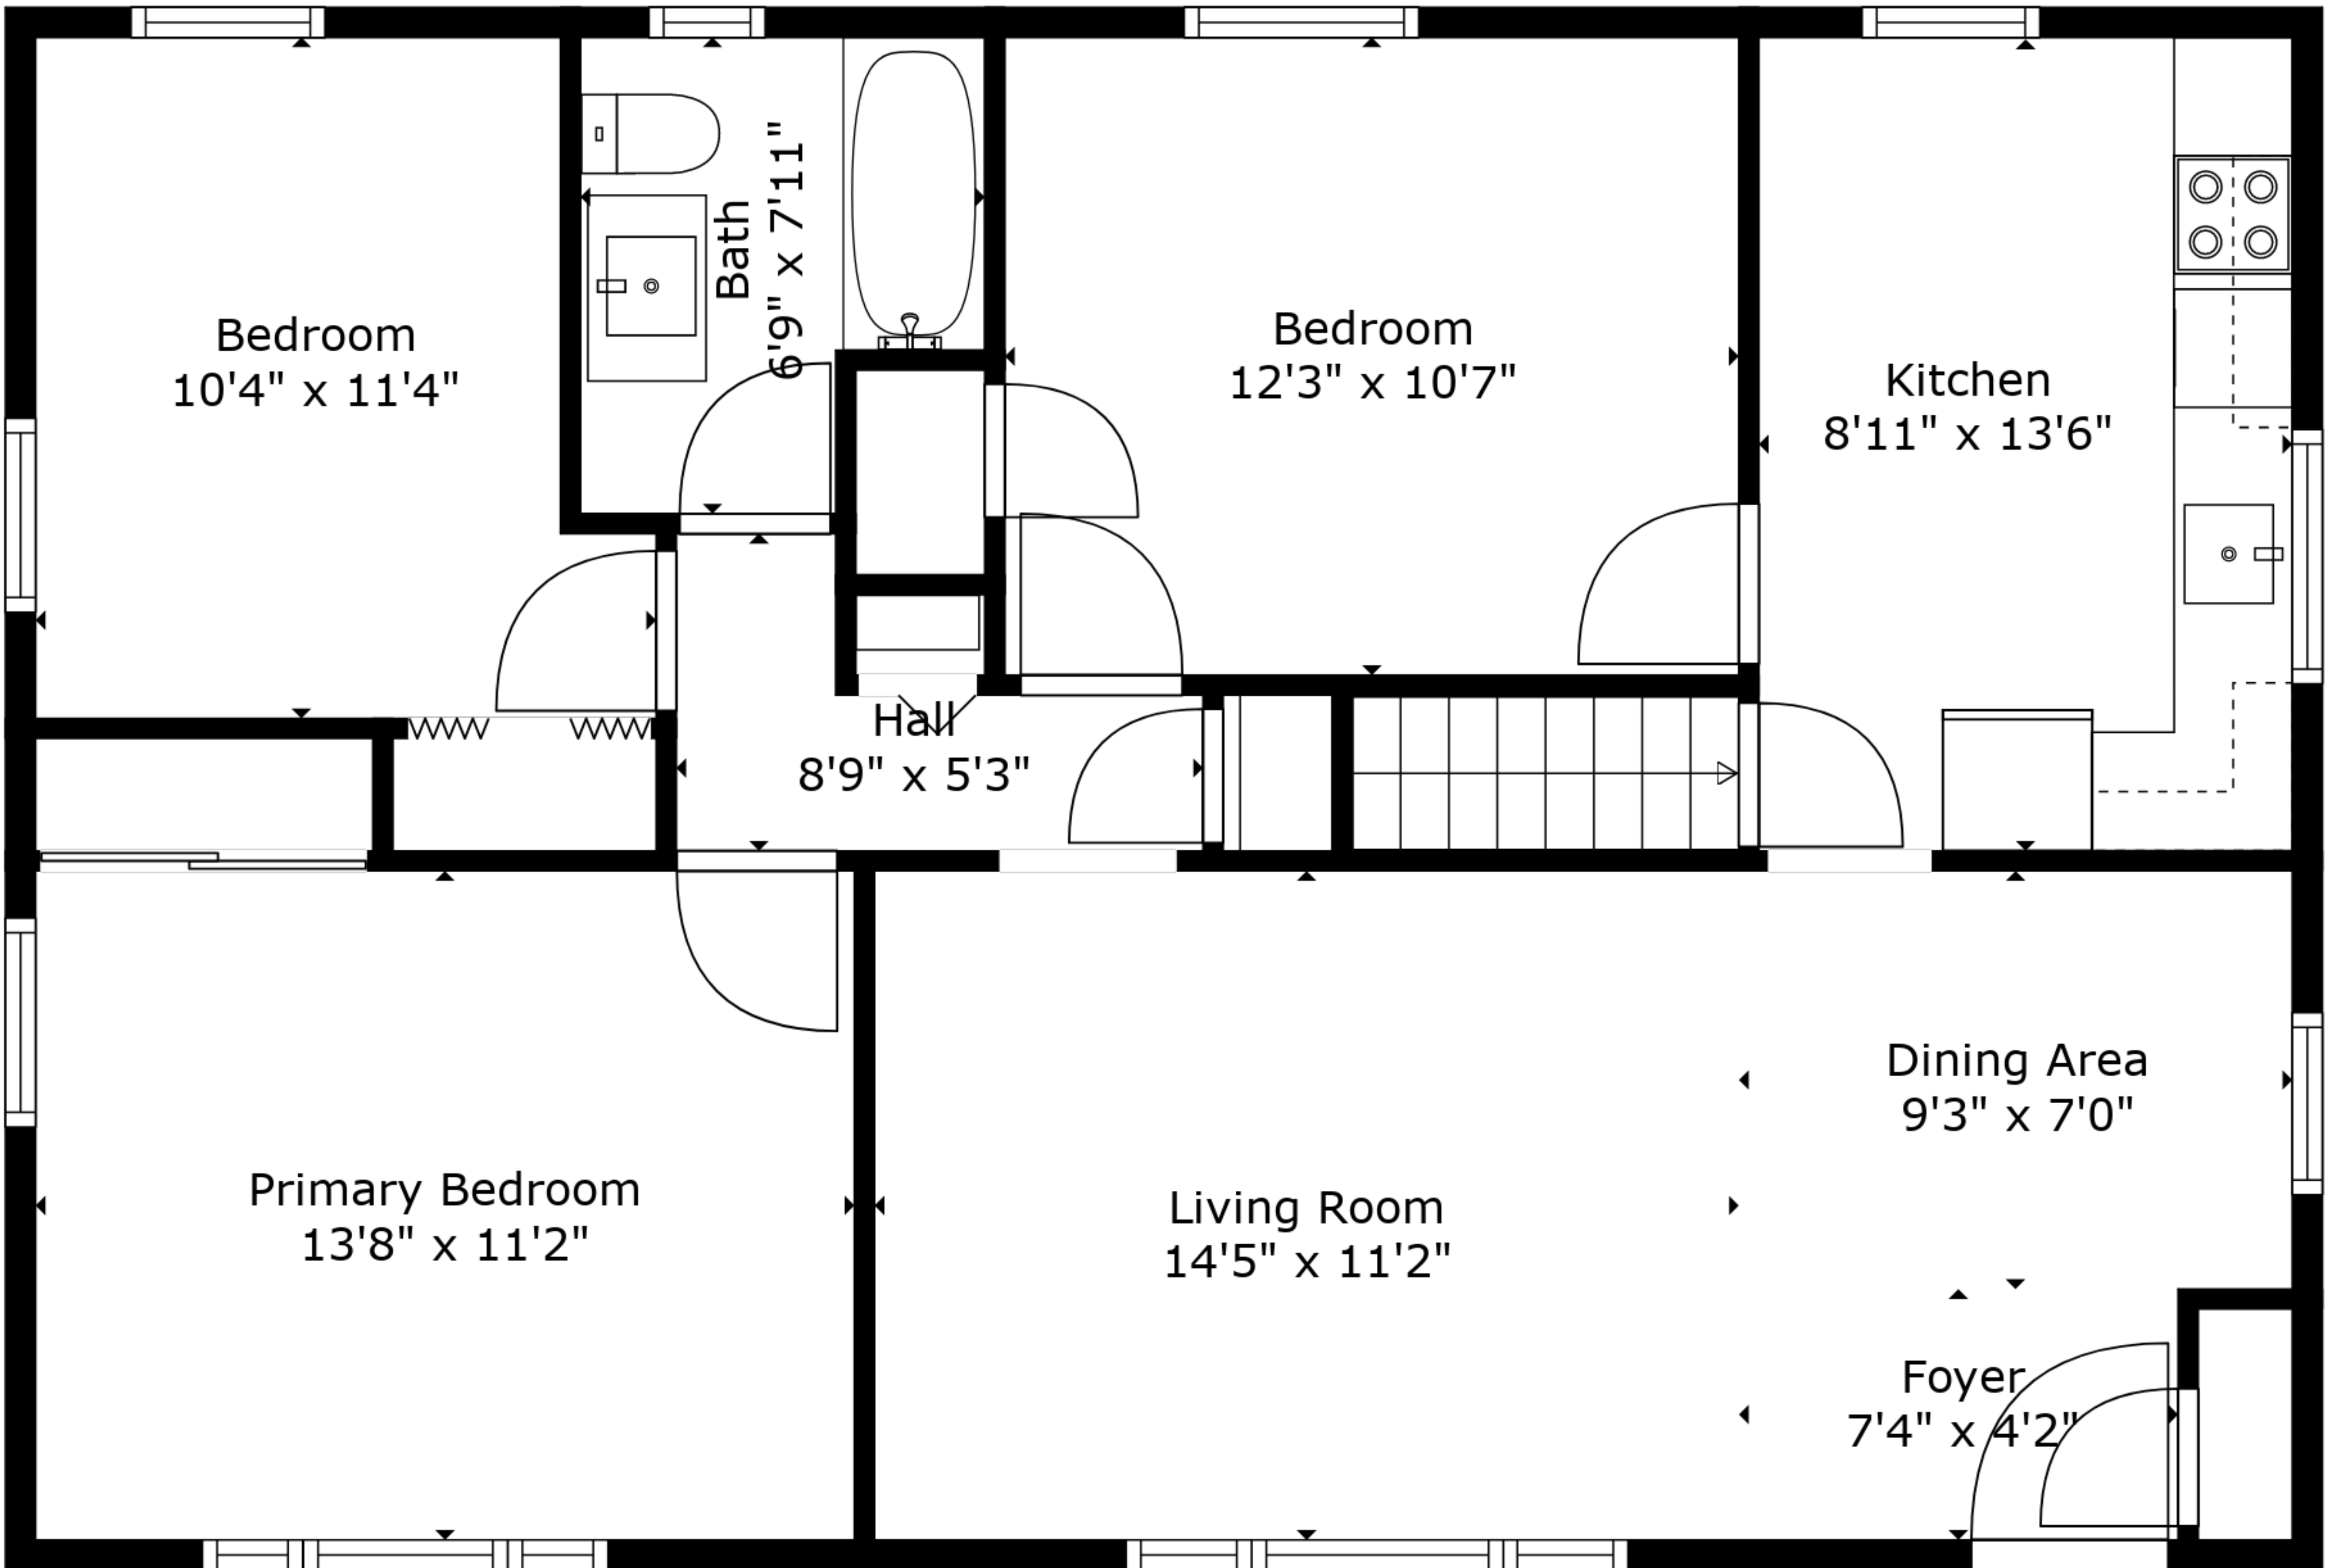 Bedroom
10'4" x 11'4"
Bath
6'9" x 7'11"
Bedroom
12'3" x 10'7"
Kitchen
8'11" x 13'6"
Hall
8'9" x 5'3"
Primary Bedroom
13'8" x 11'2"
Living Room
14'5" x 11'2"
Dining Area
9'3" x 7'0"
Foyer
7'4" x 4'2"